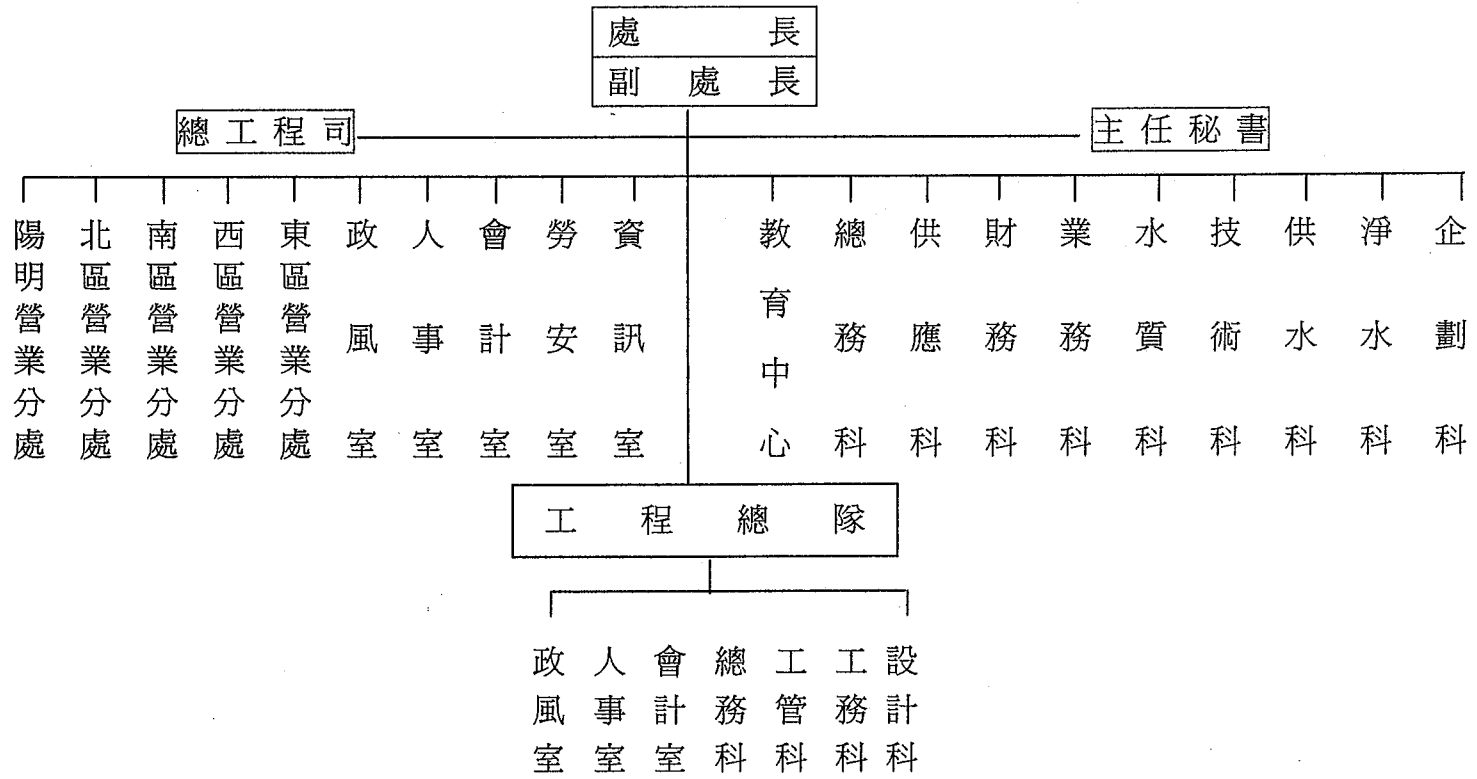 處長
副處長
總工程司
主任秘書
陽明營業分處
北區營業分處
南區營業分處
西區營業分處
東區營業分處
政風室
人事室
會計室
勞安室
資訊室
教育中心
總務科
供應科
財務科
業務科
水質科
技術科
供水科
淨水科
企劃科
工程總隊
政風室
人事室
會計室
總務科
工管科
工務科
設計科